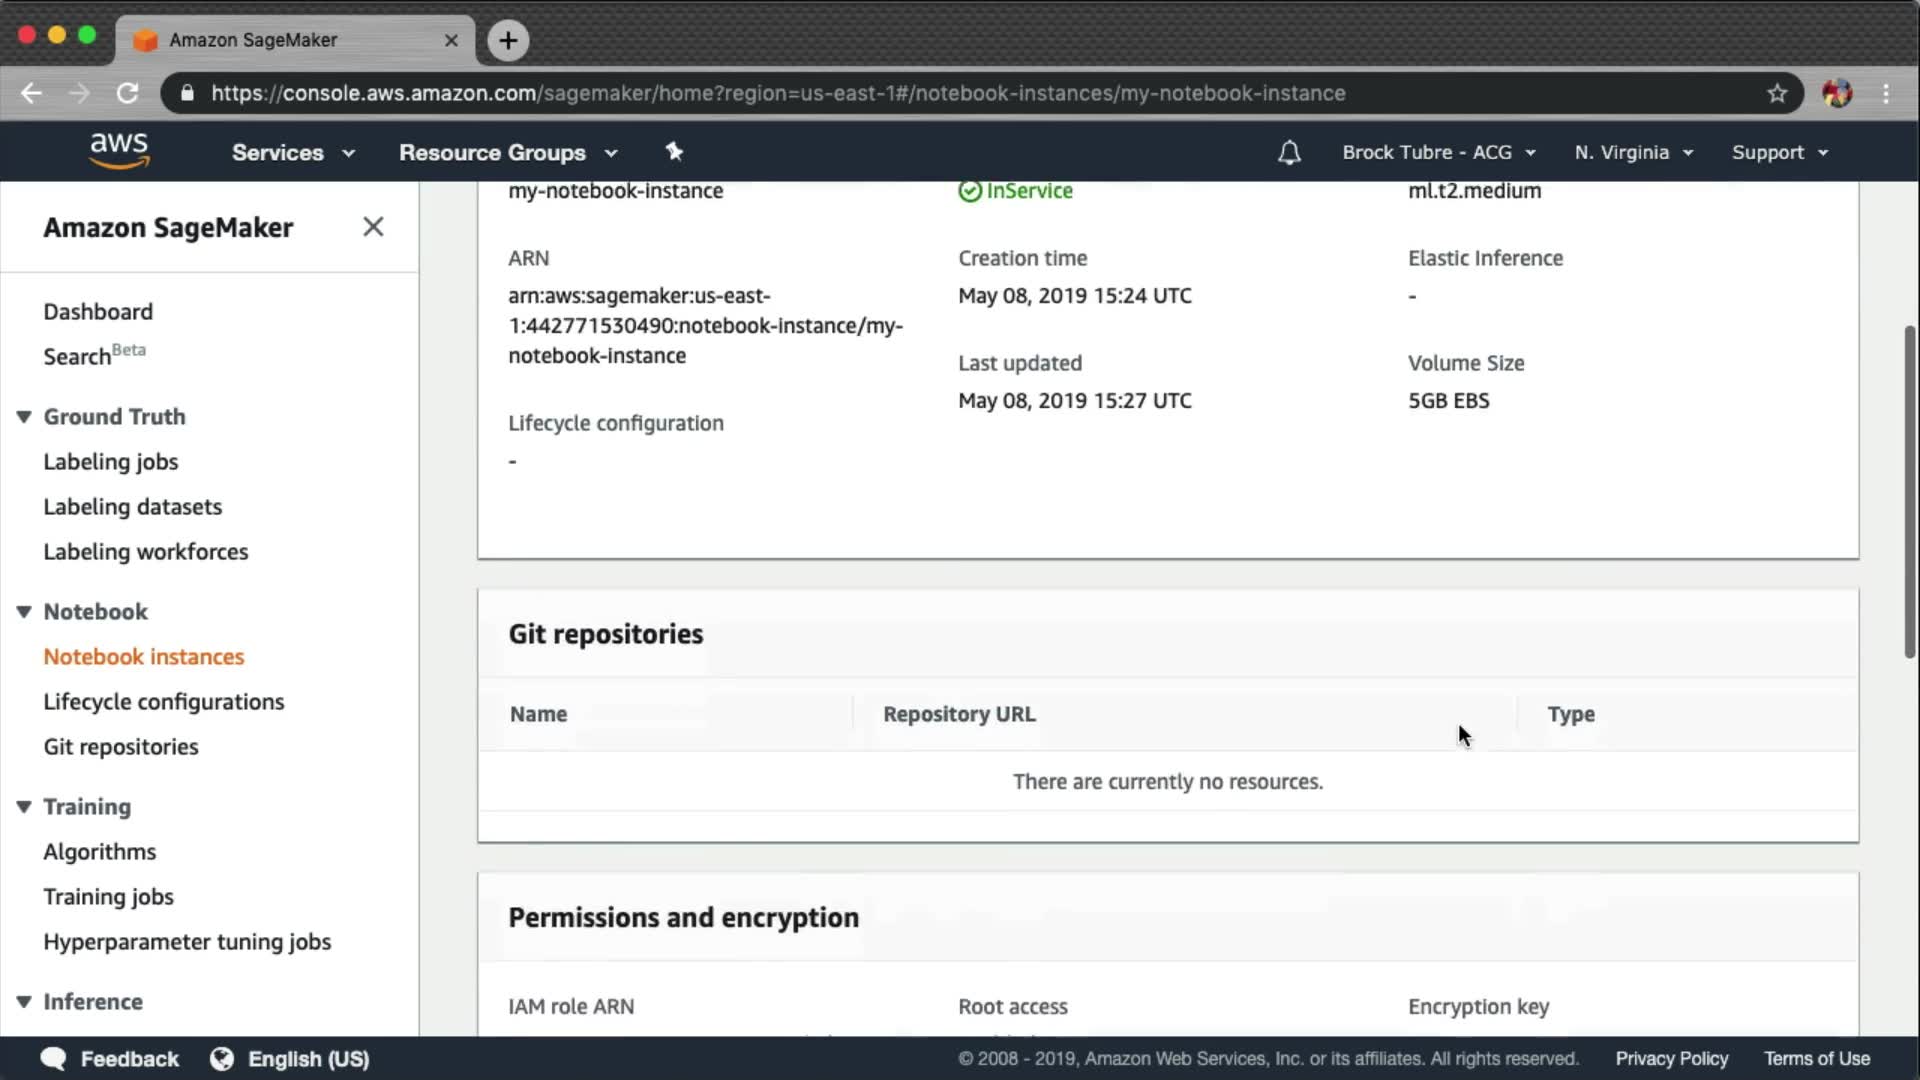 Amazon SageMaker
https://console.aws.amazon.com/sagemaker/home?region=us-east-1#/notebook-instances/my-notebook-instance
aws
Services
Resource Groups
Brock Tubre - ACG
N. Virginia
Support
Amazon SageMaker
Dashboard
Search Beta
Ground Truth
Labeling jobs
Labeling datasets
Labeling workforces
Notebook
Notebook instances
Lifecycle configurations
Git repositories
Training
Algorithms
Training jobs
Hyperparameter tuning jobs
Inference
my-notebook-instance
InService
ml.t2.medium
ARN
arn:aws:sagemaker:us-east-
1:442771530490:notebook-instance/my-
notebook-instance
Creation time
May 08, 2019 15:24 UTC
Elastic Inference
-
Last updated
May 08, 2019 15:27 UTC
Volume Size
5GB EBS
Lifecycle configuration
-
Git repositories
Name
Repository URL
Type
There are currently no resources.
Permissions and encryption
IAM role ARN
Root access
Encryption key
Feedback
English (US)
© 2008 - 2019, Amazon Web Services, Inc. or its affiliates. All rights reserved.
Privacy Policy
Terms of Use